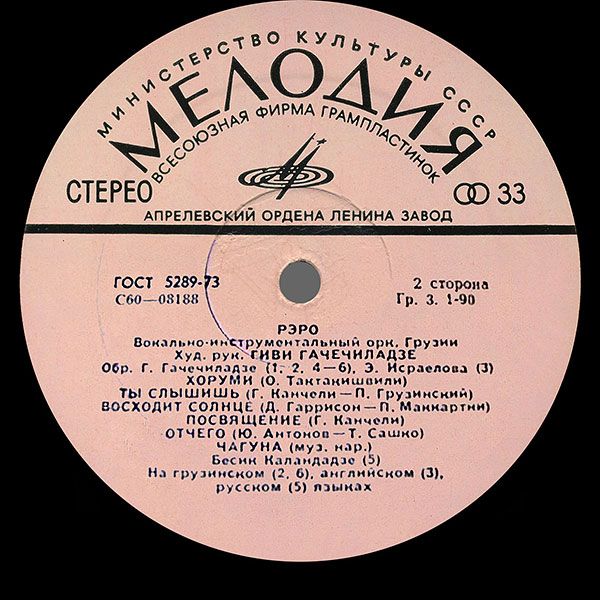 МИНИСТЕРСТВО КУЛЬТУРЫ СССР
МЕЛОДИЯ
ВСЕСОЮЗНАЯ ФИРМА ГРАМПЛАСТИНОК
СТЕРЕО
33
АПРЕЛЕВСКИЙ ОРДЕНА ЛЕНИНА ЗАВОД
ГОСТ 5289-73
С60—08188
2 сторона
Гр. 3. 1-90
РЭРО
Вокально-инструментальный орк. Грузии
Худ. рук. ГИВИ ГАЧЕЧИЛАДЗЕ
Обр. Г. Гачечиладзе (1, 2, 4—6), Э. Исраелова (3)
ХОРУМИ (О. Тактакишвили)
ТЫ СЛЫШИШЬ (Г. Канчели—П. Грузинский)
ВОСХОДИТ СОЛНЦЕ (Д. Гаррисон—П. Маккартни)
ПОСВЯЩЕНИЕ (Г. Канчели)
ОТЧЕГО (Ю. Антонов—Т. Сашко)
ЧАГУНА (муз. нар.)
Бесик Каландадзе (5)
На грузинском (2, 6), английском (3),
русском (5) языках